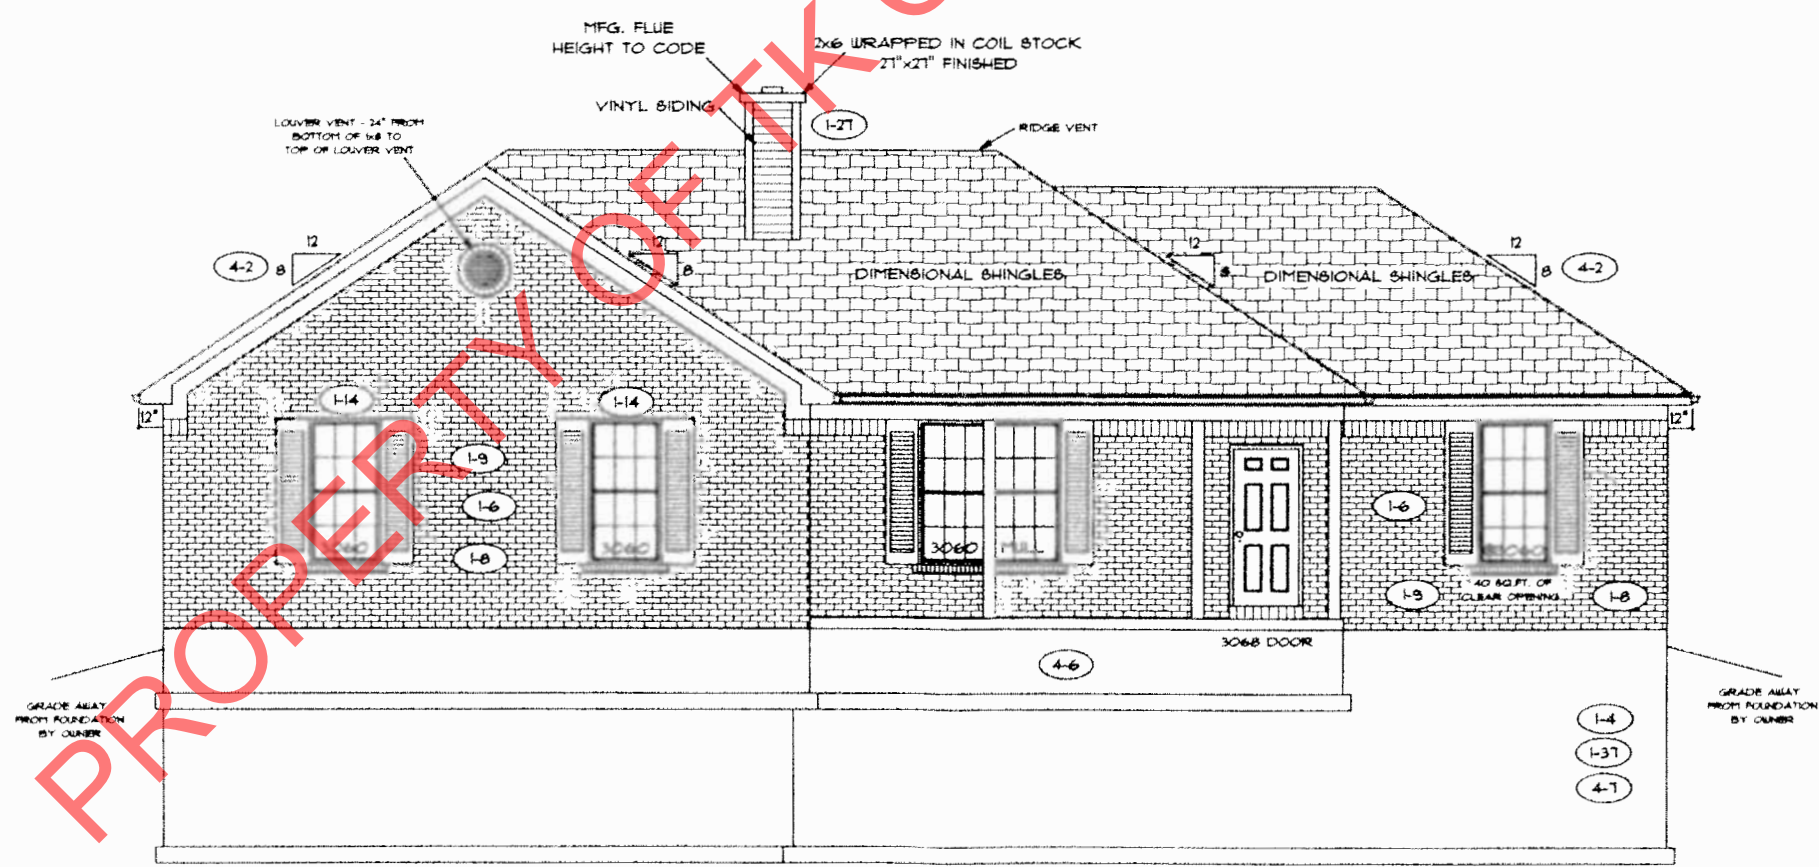 MFG. FLUE
HEIGHT TO CODE
2x6 WRAPPED IN COIL STOCK
27"x27" FINISHED
VINYL SIDING
1-27
LOUVER VENT - 24" FROM
BOTTOM OF 1x8 TO
TOP OF LOUVER VENT
RIDGE VENT
4-2
12
8
12
8
DIMENSIONAL SHINGLES
12
8
DIMENSIONAL SHINGLES
12
8
4-2
12"
1-14
1-14
12"
1-9
1-6
1-8
3060
3060
3060
MULL
1-6
3060
40 SQ.FT. OF
CLEAR OPENING
1-9
1-8
3068 DOOR
4-6
GRADE AWAY
FROM FOUNDATION
BY OWNER
GRADE AWAY
FROM FOUNDATION
BY OWNER
1-4
1-37
4-7
PROPERTY OF TK